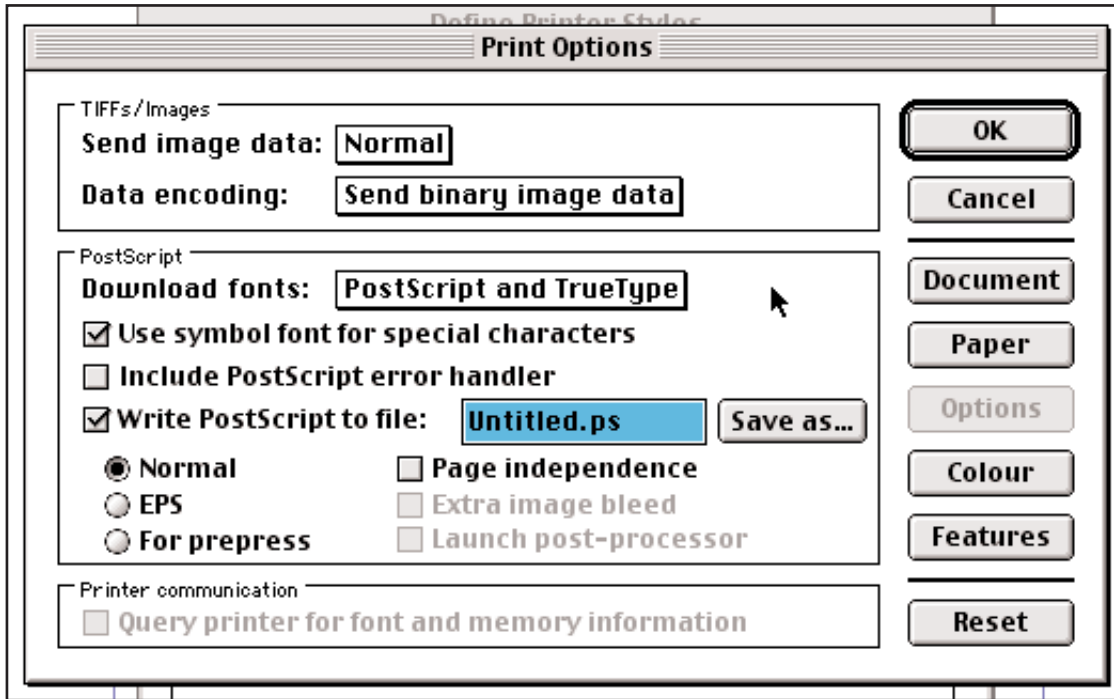 Define Printer Styles
Print Options
TIFFs/Images
Send image data: Normal
Data encoding: Send binary image data
PostScript
Download fonts: PostScript and TrueType
Use symbol font for special characters
Include PostScript error handler
Write PostScript to file: Untitled.ps Save as...
Normal Page independence
EPS Extra image bleed
For prepress Launch post-processor
Printer communication
Query printer for font and memory information
OK
Cancel
Document
Paper
Options
Colour
Features
Reset